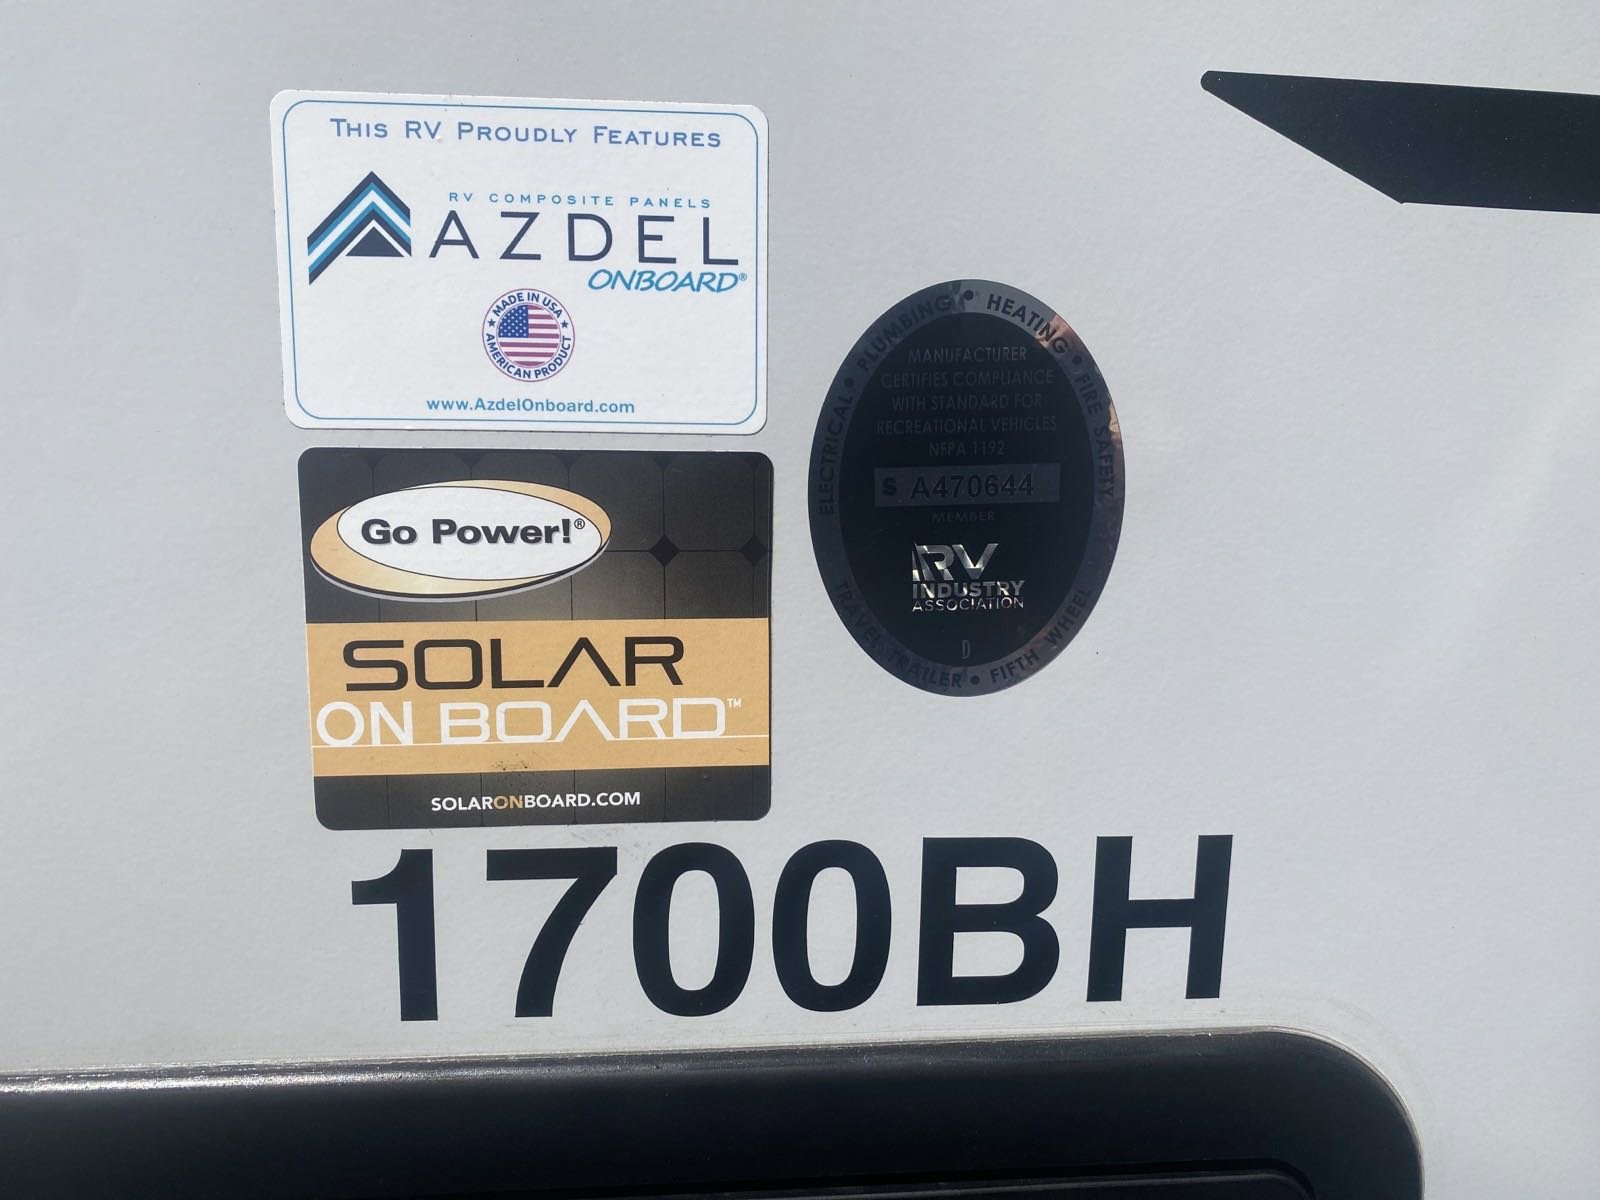 This RV Proudly Features
RV COMPOSITE PANELS
AZDEL
ONBOARD®
MADE IN USA
AMERICAN PRODUCT
www.AzdelOnboard.com
Go Power!®
SOLAR
ON BOARD™
SOLARONBOARD.COM
ELECTRICAL • PLUMBING • HEATING • FIRE SAFETY
MANUFACTURER
CERTIFIES COMPLIANCE
WITH STANDARD FOR
RECREATIONAL VEHICLES
NFPA 1192
S A470644
MEMBER
RV
INDUSTRY
ASSOCIATION
D
TRAVEL TRAILER • FIFTH WHEEL
1700BH